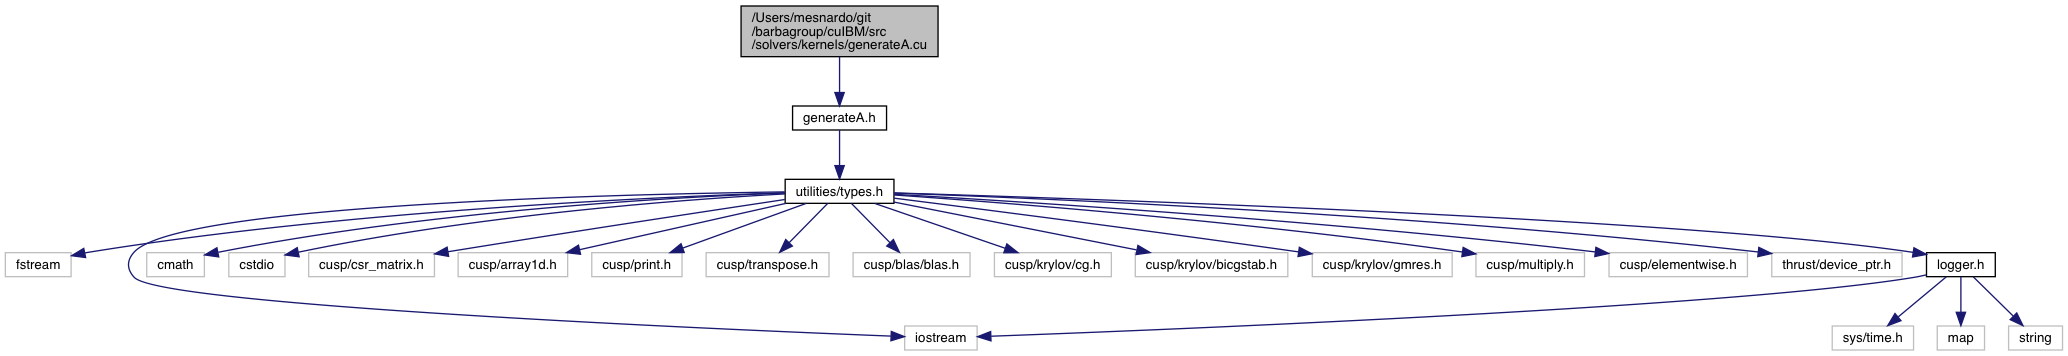 /Users/mesnardo/git
/barbagroup/cuIBM/src
/solvers/kernels/generateA.cu
generateA.h
utilities/types.h
fstream
cmath
cstdio
cusp/csr_matrix.h
cusp/array1d.h
cusp/print.h
cusp/transpose.h
cusp/blas/blas.h
cusp/krylov/cg.h
cusp/krylov/bicgstab.h
cusp/krylov/gmres.h
cusp/multiply.h
cusp/elementwise.h
thrust/device_ptr.h
logger.h
iostream
sys/time.h
map
string